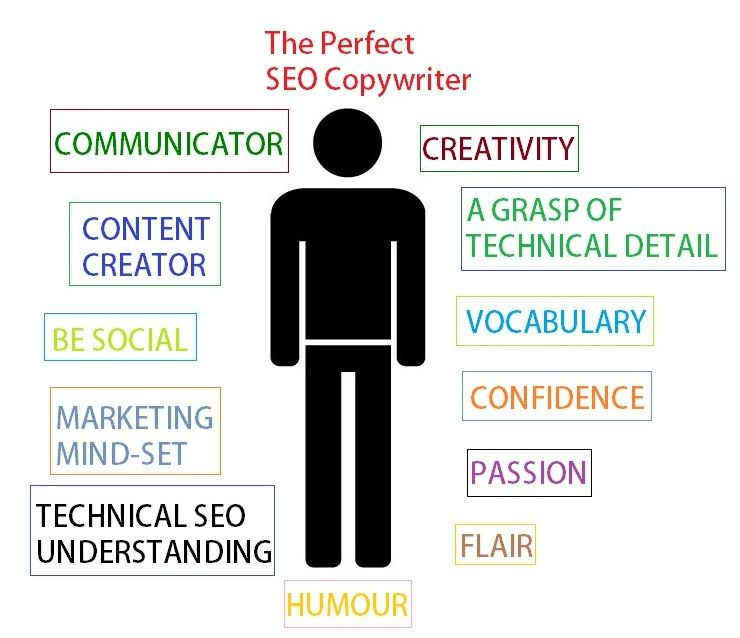 The Perfect
SEO Copywriter
COMMUNICATOR
CREATIVITY
CONTENT
CREATOR
A GRASP OF
TECHNICAL DETAIL
BE SOCIAL
VOCABULARY
MARKETING
MIND-SET
CONFIDENCE
PASSION
TECHNICAL SEO
UNDERSTANDING
FLAIR
HUMOUR